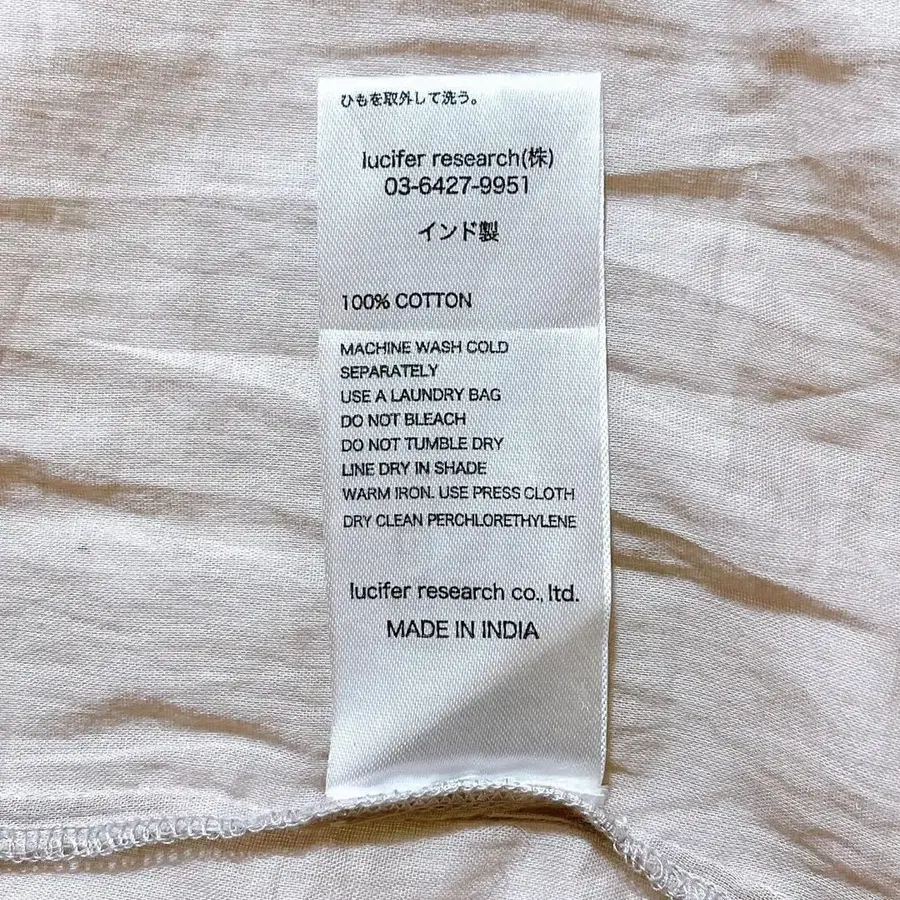 ひもを取外して洗う。
lucifer research(株)
03-6427-9951
インド製
100% COTTON
MACHINE WASH COLD
SEPARATELY
USE A LAUNDRY BAG
DO NOT BLEACH
DO NOT TUMBLE DRY
LINE DRY IN SHADE
WARM IRON. USE PRESS CLOTH
DRY CLEAN PERCHLORETHYLENE
lucifer research co., ltd.
MADE IN INDIA